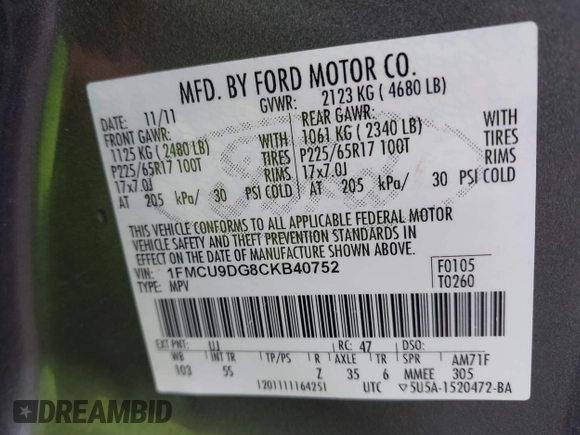 MFD. BY FORD MOTOR CO.
DATE: 11/11 GVWR: 2123 KG ( 4680 LB)
FRONT GAWR: REAR GAWR: WITH
1125 KG ( 2480 LB) WITH 1061 KG ( 2340 LB) TIRES
P225/65R17 100T TIRES P225/65R17 100T RIMS
17x7.0J RIMS 17x7.0J
AT 205 kPa/ 30 PSI COLD AT 205 kPa/ 30 PSI COLD
THIS VEHICLE CONFORMS TO ALL APPLICABLE FEDERAL MOTOR
VEHICLE SAFETY AND THEFT PREVENTION STANDARDS IN
EFFECT ON THE DATE OF MANUFACTURE SHOWN ABOVE.
VIN: 1FMCU9DG8CKB40752 F0105
TYPE: MPV T0260
EXT PNT: UJ RC: 47 DSO:
WB INT TR TP/PS R AXLE TR SPR AM71F
103 55 Z 35 6 MMEE 305
1201111164251 UTC 5U5A-1520472-BA
DREAMBID